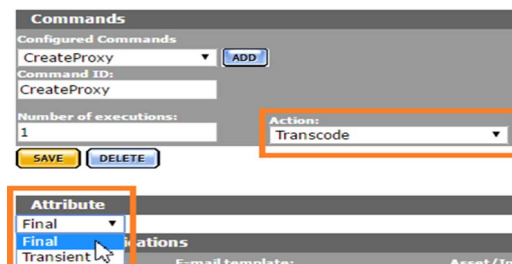 Commands
Configured Commands
CreateProxy ADD
Command ID:
CreateProxy
Number of executions: Action:
1 Transcode
SAVE DELETE
Attribute
Final
Final
Transient
E-mail template: